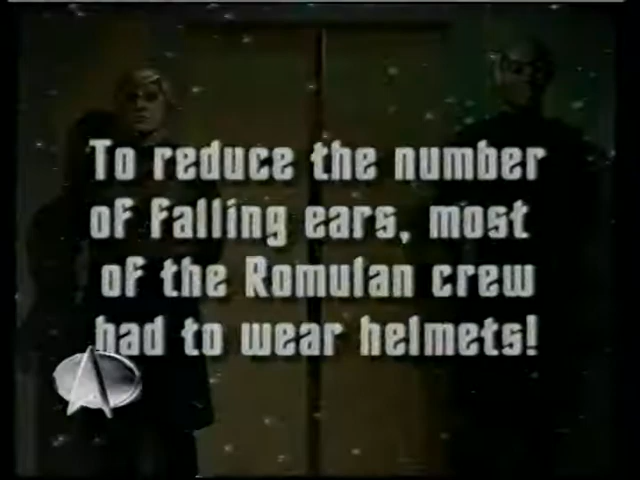 To reduce the number
of falling ears, most
of the Romulan crew
had to wear helmets!